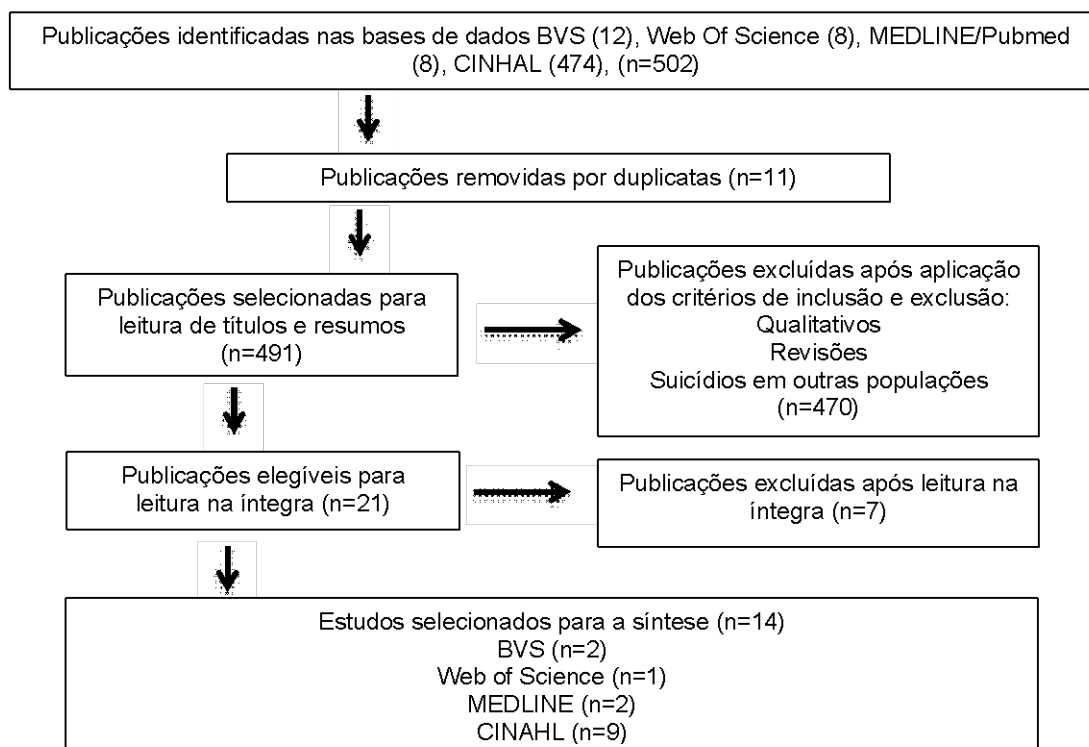 Publicações identificadas nas bases de dados BVS (12), Web Of Science (8), MEDLINE/Pubmed
(8), CINHAL (474), (n=502)
Publicações removidas por duplicatas (n=11)
Publicações selecionadas para
leitura de títulos e resumos
(n=491)
Publicações excluídas após aplicação
dos critérios de inclusão e exclusão:
Qualitativos
Revisões
Suicídios em outras populações
(n=470)
Publicações elegíveis para
leitura na íntegra (n=21)
Publicações excluídas após leitura na
íntegra (n=7)
Estudos selecionados para a síntese (n=14)
BVS (n=2)
Web of Science (n=1)
MEDLINE (n=2)
CINAHL (n=9)